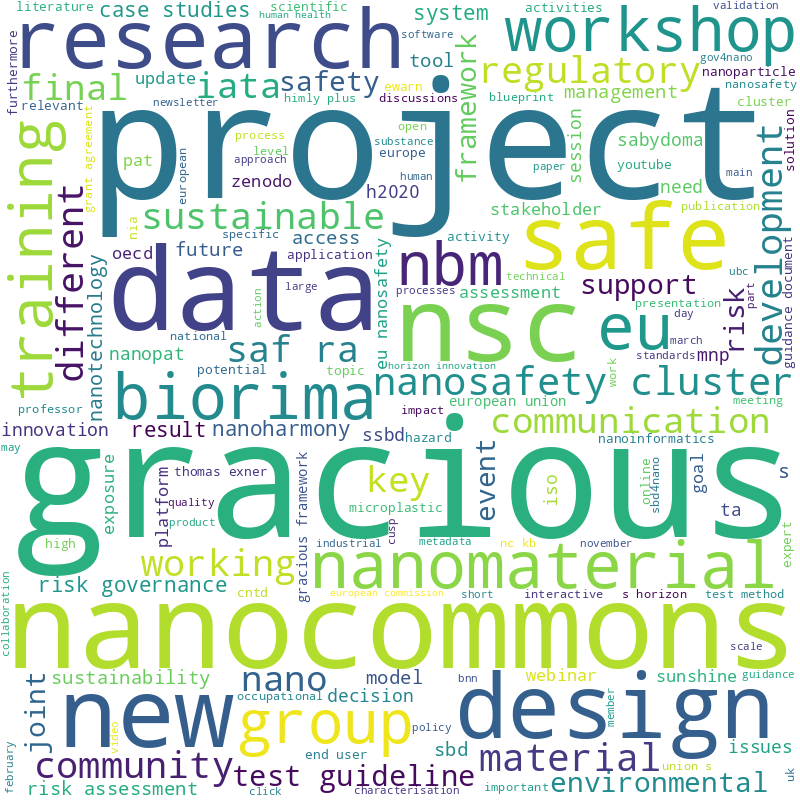 literature
case studies
system
activities
validation
human health
scientific
research
workshop
software
gov4nano
furthermore
final
update
iata
safety
tool
framework
regulatory
nanoparticle
nanosafety
relevant
newsletter
himly plus
ewarn
discussions
blueprint
management
cluster
solution
training
different
grant agreement
project
process
open
substance
level
europe
approach
human
session
sabydoma
paper
main
youtube
pat
european
zenodo
h2020
need
development
sustainable
nia
access
stakeholder
publication
safe
specific
oecd
future
activity
application
data
nbm
technical
ubc
nanotechnology
large
action
eu nanosafety
processes
assessment
support
presentation
part
guidance document
national
nsc
eu
risk
day
march
standards
mnp
nanopat
saf ra
potential
topic
horizon innovation
work
biorima
nanosafety cluster
professor
impact
european union
meeting
communication
innovation
result
nanoharmony
ssbd
hazard
nanoinformatics
may
gracious
exposure
platform
thomas exner
key
event
iso
online
sbd4nano
goal
s
quality
product
gracious framework
microplastic
cusp
metadata
ta
high
industrial
nc kb
november
expert
working
nanomaterial
collaboration
risk governance
cntd
european commission
short
interactive
s horizon
test method
nanocommons
scale
sustainability
nano
model
bnn
webinar
sunshine
guidance
joint
new
occupational
decision
design
member
group
policy
video
end user
sbd
issues
february
community
test guideline
material
union s
environmental
uk
risk assessment
click
characterisation
important